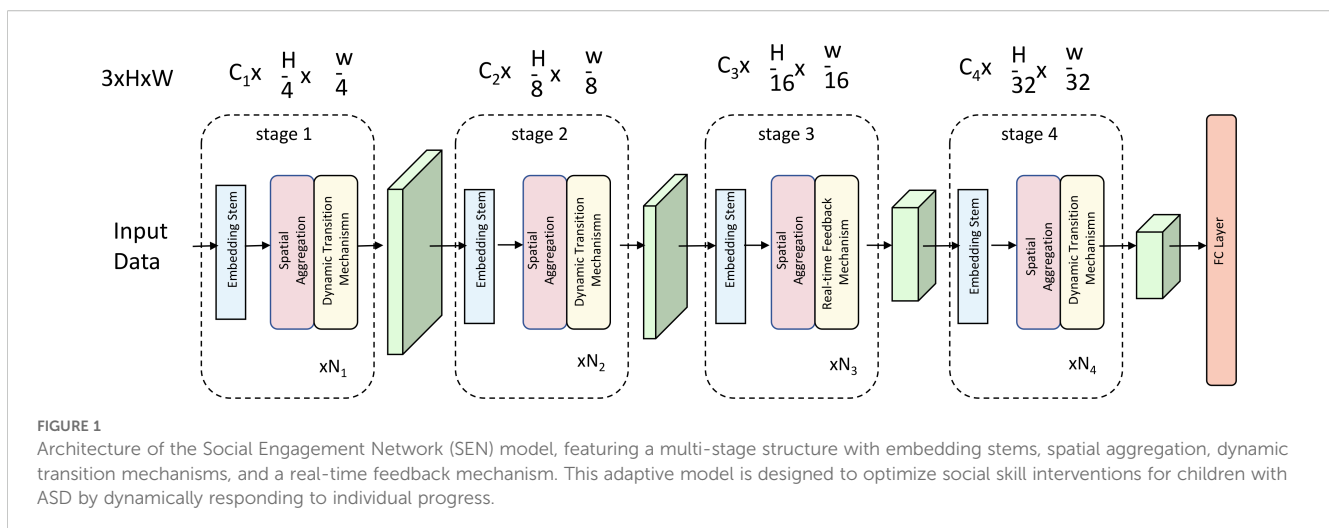 3xHxW
C₁x H/4 x w/4
C₂x H/8 x w/8
C₃x H/16 x w/16
C₄x H/32 x w/32
stage 1
stage 2
stage 3
stage 4
Input
Data
Embedding Stem
Spatial
Aggregation
Dynamic Transition
Mechanismn
xN₁
Embedding Stem
Spatial
Aggregation
Dynamic Transition
Mechanismn
xN₂
Embedding Stem
Spatial
Aggregation
Real-time Feedback
Mechanism
xN₃
Embedding Stem
Spatial
Aggregation
Dynamic Transition
Mechanismn
xN₄
FC Layer
FIGURE 1
Architecture of the Social Engagement Network (SEN) model, featuring a multi-stage structure with embedding stems, spatial aggregation, dynamic
transition mechanisms, and a real-time feedback mechanism. This adaptive model is designed to optimize social skill interventions for children with
ASD by dynamically responding to individual progress.